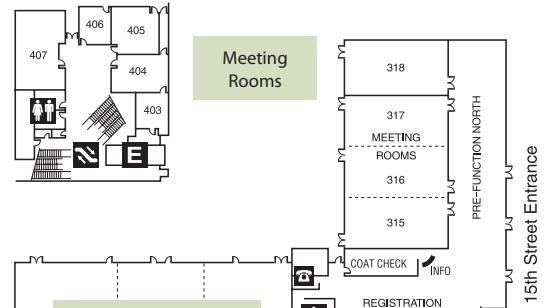 406
405
407
404
403
E
Meeting
Rooms
318
317
MEETING
ROOMS
316
315
PRE-FUNCTION NORTH
15th Street Entrance
COAT CHECK
INFO
REGISTRATION